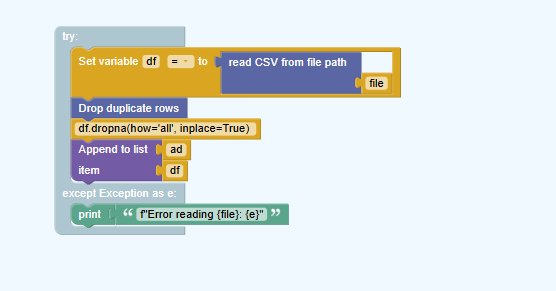 try:
Set variable df = to read CSV from file path
file
Drop duplicate rows
df.dropna(how='all', inplace=True)
Append to list ad
item df
except Exception as e:
print “ f"Error reading {file}: {e}" ”